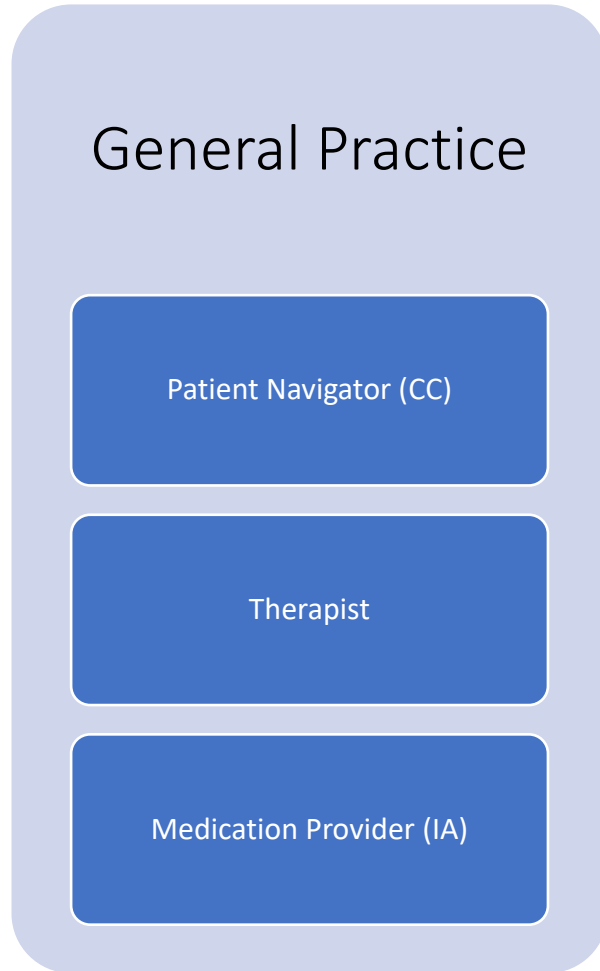 General Practice
Patient Navigator (CC)
Therapist
Medication Provider (IA)